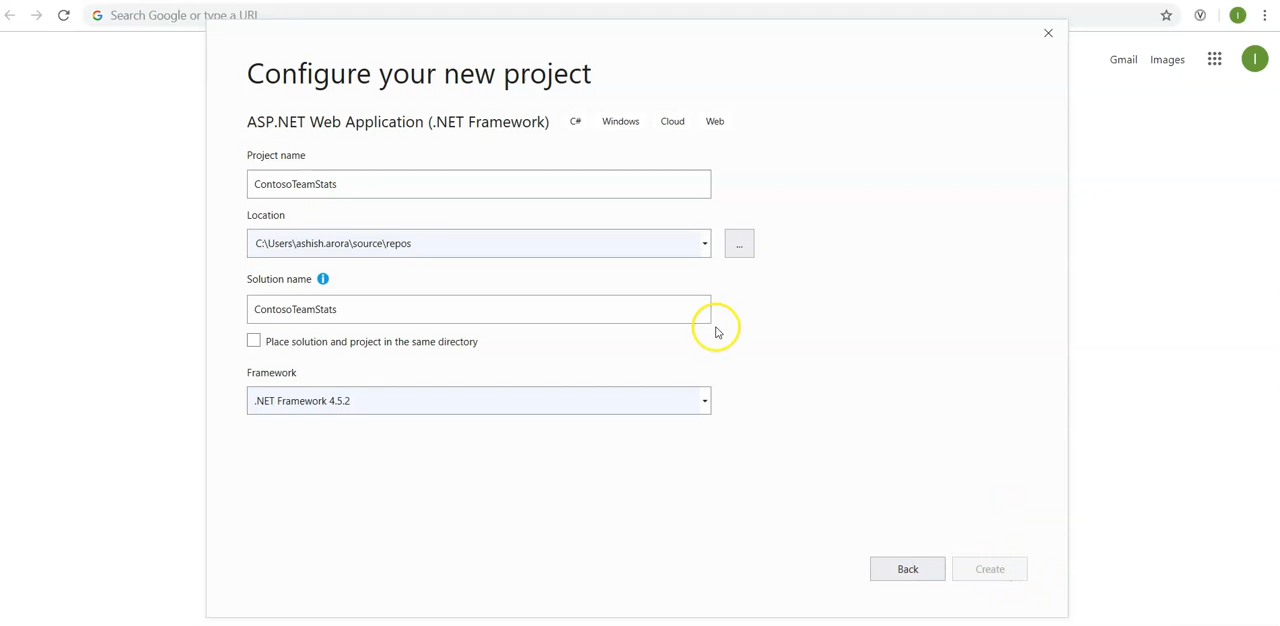 Search Google or type a URL
Gmail Images
Configure your new project
ASP.NET Web Application (.NET Framework) C# Windows Cloud Web
Project name
ContosoTeamStats
Location
C:\Users\ashish.arora\source\repos
...
Solution name
ContosoTeamStats
Place solution and project in the same directory
Framework
.NET Framework 4.5.2
Back Create